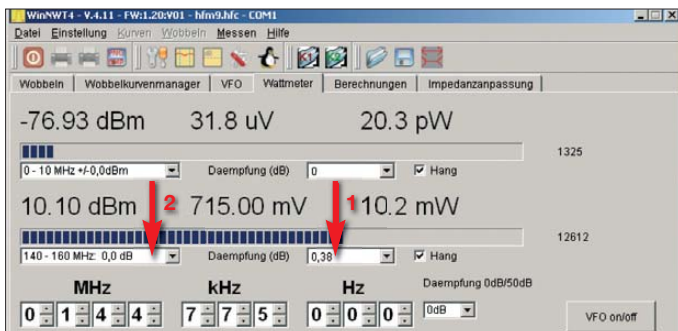 WinNWT4 - V.4.11 - FW:1.20:V01 - hfm9.hfc - COM1
Datei Einstellung Kurven Wobbeln Messen Hilfe
Wobbeln Wobbelkurvenmanager VFO Wattmeter Berechnungen Impedanzanpassung
-76.93 dBm 31.8 uV 20.3 pW
1325
0 - 10 MHz +/-0,0dBm Daempfung (dB) 0 Hang
10.10 dBm 2 715.00 mV 1 10.2 mW
12612
140 - 160 MHz: 0,0 dB Daempfung (dB) 0,38 Hang
MHz kHz Hz Daempfung 0dB/50dB
0 1 4 4 7 7 5 0 0 0 0dB VFO on/off